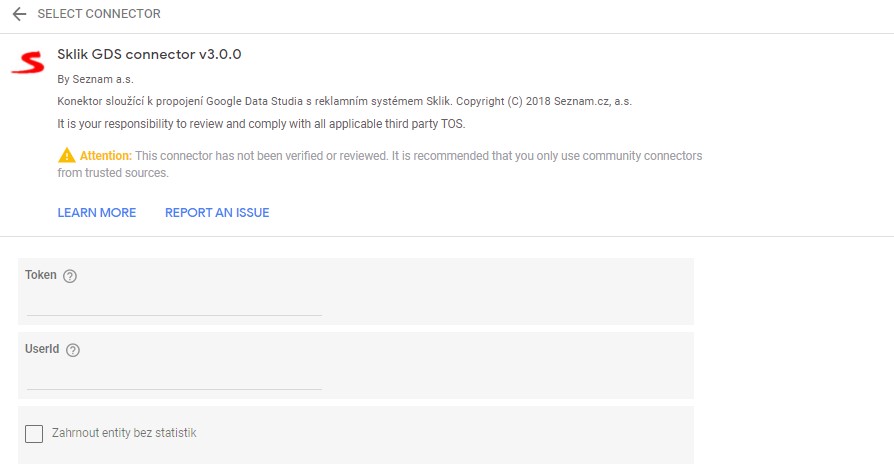 SELECT CONNECTOR
Sklik GDS connector v3.0.0
By Seznam a.s.
Konektor sloužící k propojení Google Data Studia s reklamním systémem Sklik. Copyright (C) 2018 Seznam.cz, a.s.
It is your responsibility to review and comply with all applicable third party TOS.
Attention: This connector has not been verified or reviewed. It is recommended that you only use community connectors
from trusted sources.
LEARN MORE REPORT AN ISSUE
Token
UserId
Zahrnout entity bez statistik